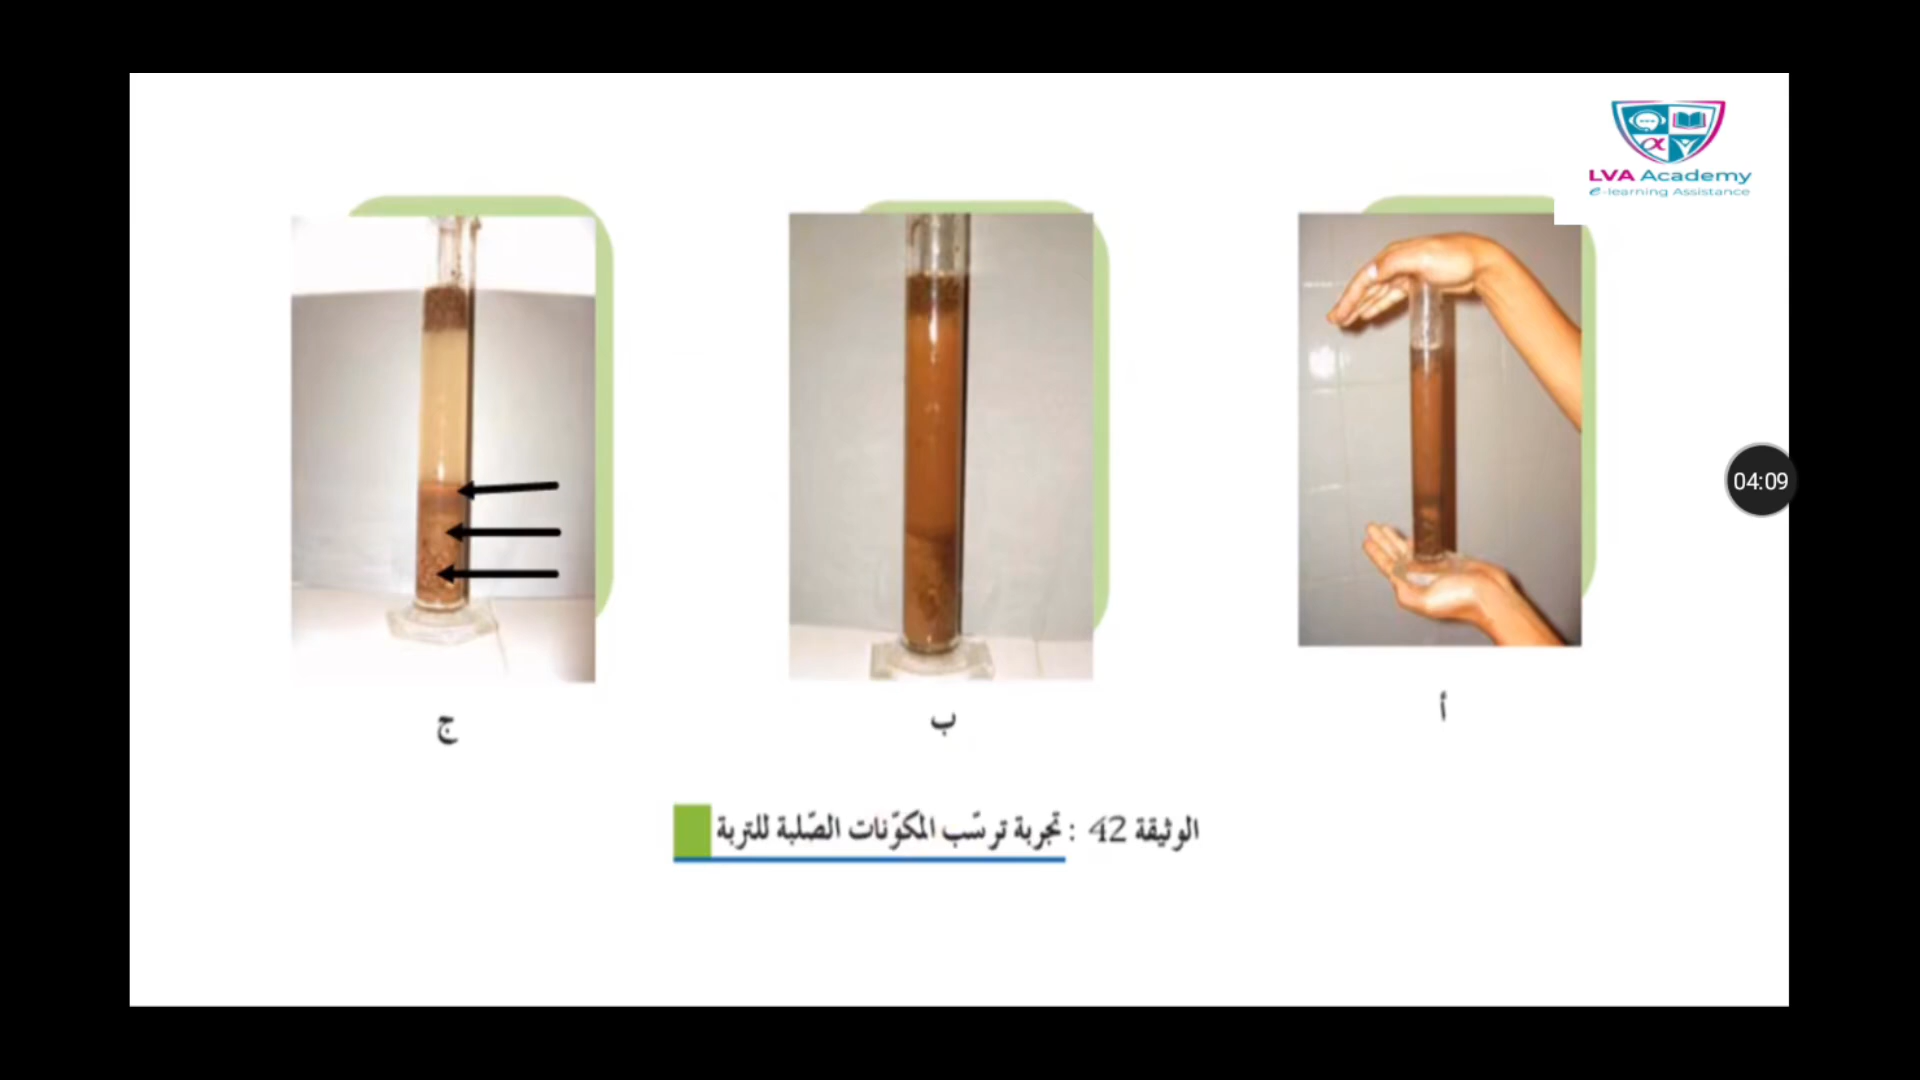 LVA Academy
e-learning Assistance
04:09
أ
ب
ج
الوثيقة 42 : تجربة ترسّب المكوّنات الصّلبة للتربة